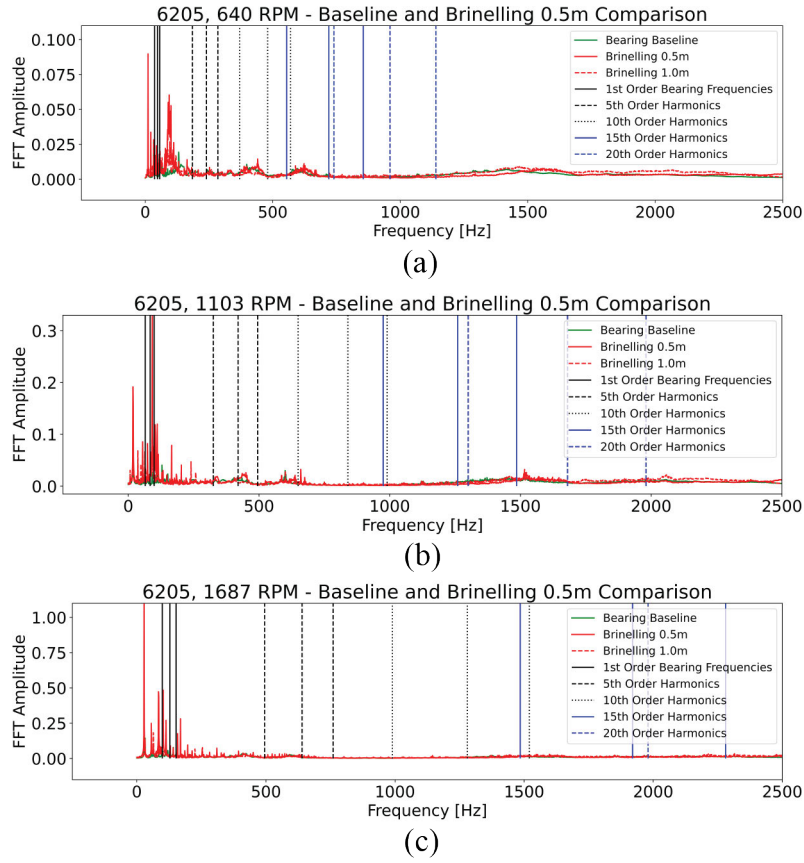 6205, 640 RPM - Baseline and Brinelling 0.5m Comparison
FFT Amplitude
0.100
0.075
0.050
0.025
0.000
Bearing Baseline
Brinelling 0.5m
Brinelling 1.0m
1st Order Bearing Frequencies
5th Order Harmonics
10th Order Harmonics
15th Order Harmonics
20th Order Harmonics
0
500
1000
1500
2000
2500
Frequency [Hz]
(a)
6205, 1103 RPM - Baseline and Brinelling 0.5m Comparison
FFT Amplitude
0.3
0.2
0.1
0.0
Bearing Baseline
Brinelling 0.5m
Brinelling 1.0m
1st Order Bearing Frequencies
5th Order Harmonics
10th Order Harmonics
15th Order Harmonics
20th Order Harmonics
0
500
1000
1500
2000
2500
Frequency [Hz]
(b)
6205, 1687 RPM - Baseline and Brinelling 0.5m Comparison
FFT Amplitude
1.00
0.75
0.50
0.25
0.00
Bearing Baseline
Brinelling 0.5m
Brinelling 1.0m
1st Order Bearing Frequencies
5th Order Harmonics
10th Order Harmonics
15th Order Harmonics
20th Order Harmonics
0
500
1000
1500
2000
2500
Frequency [Hz]
(c)